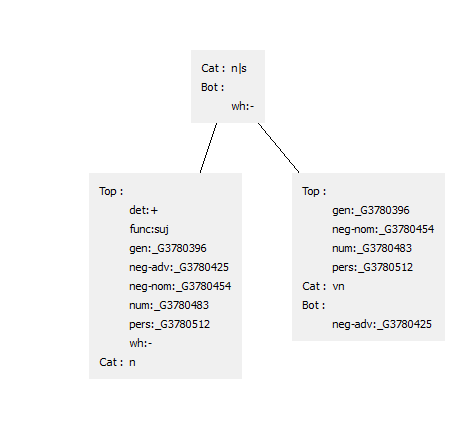 Cat : n|s
Bot :
wh:-
Top :
det:+
func:suj
gen:_G3780396
neg-adv:_G3780425
neg-nom:_G3780454
num:_G3780483
pers:_G3780512
wh:-
Cat : n
Top :
gen:_G3780396
neg-nom:_G3780454
num:_G3780483
pers:_G3780512
Cat : vn
Bot :
neg-adv:_G3780425